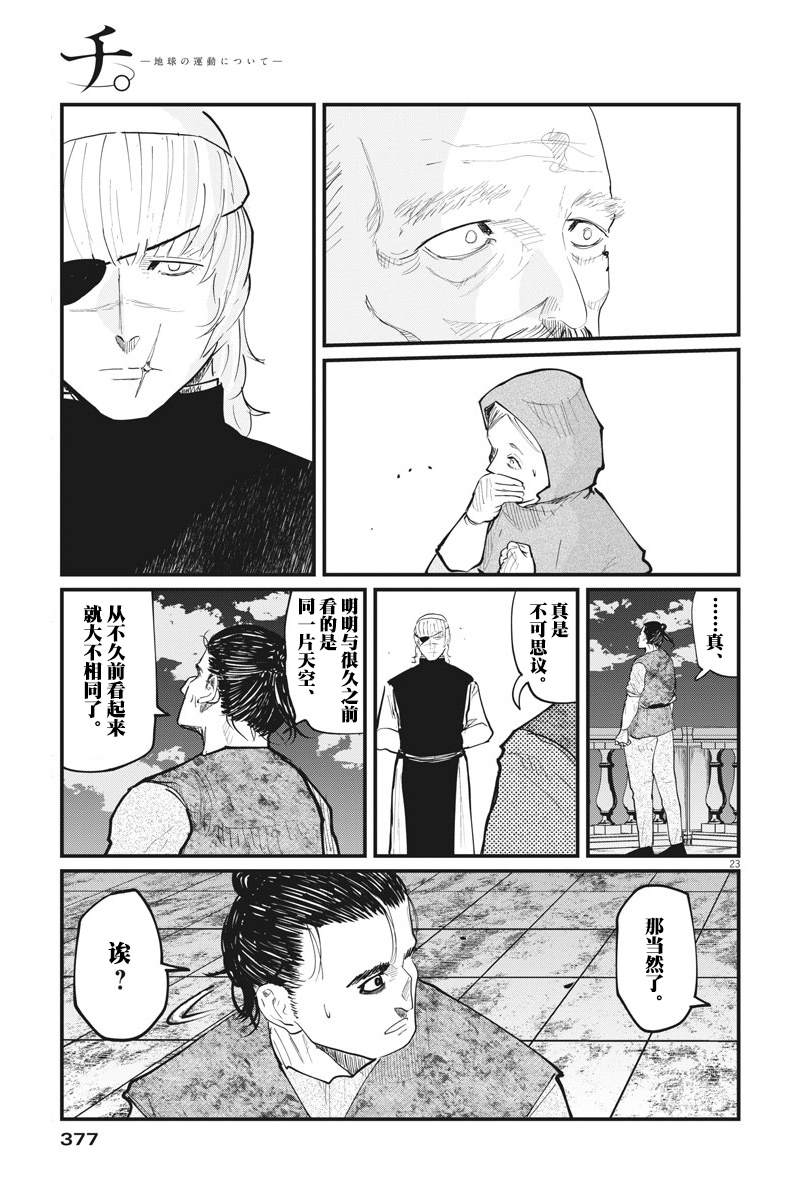 チ。
—地球の運動について—
……真、
真是
不可思议。
明明与很久之前
看的是
同一片天空、
从不久前看起来
就大不相同了。
23
那当然了。
诶？
377